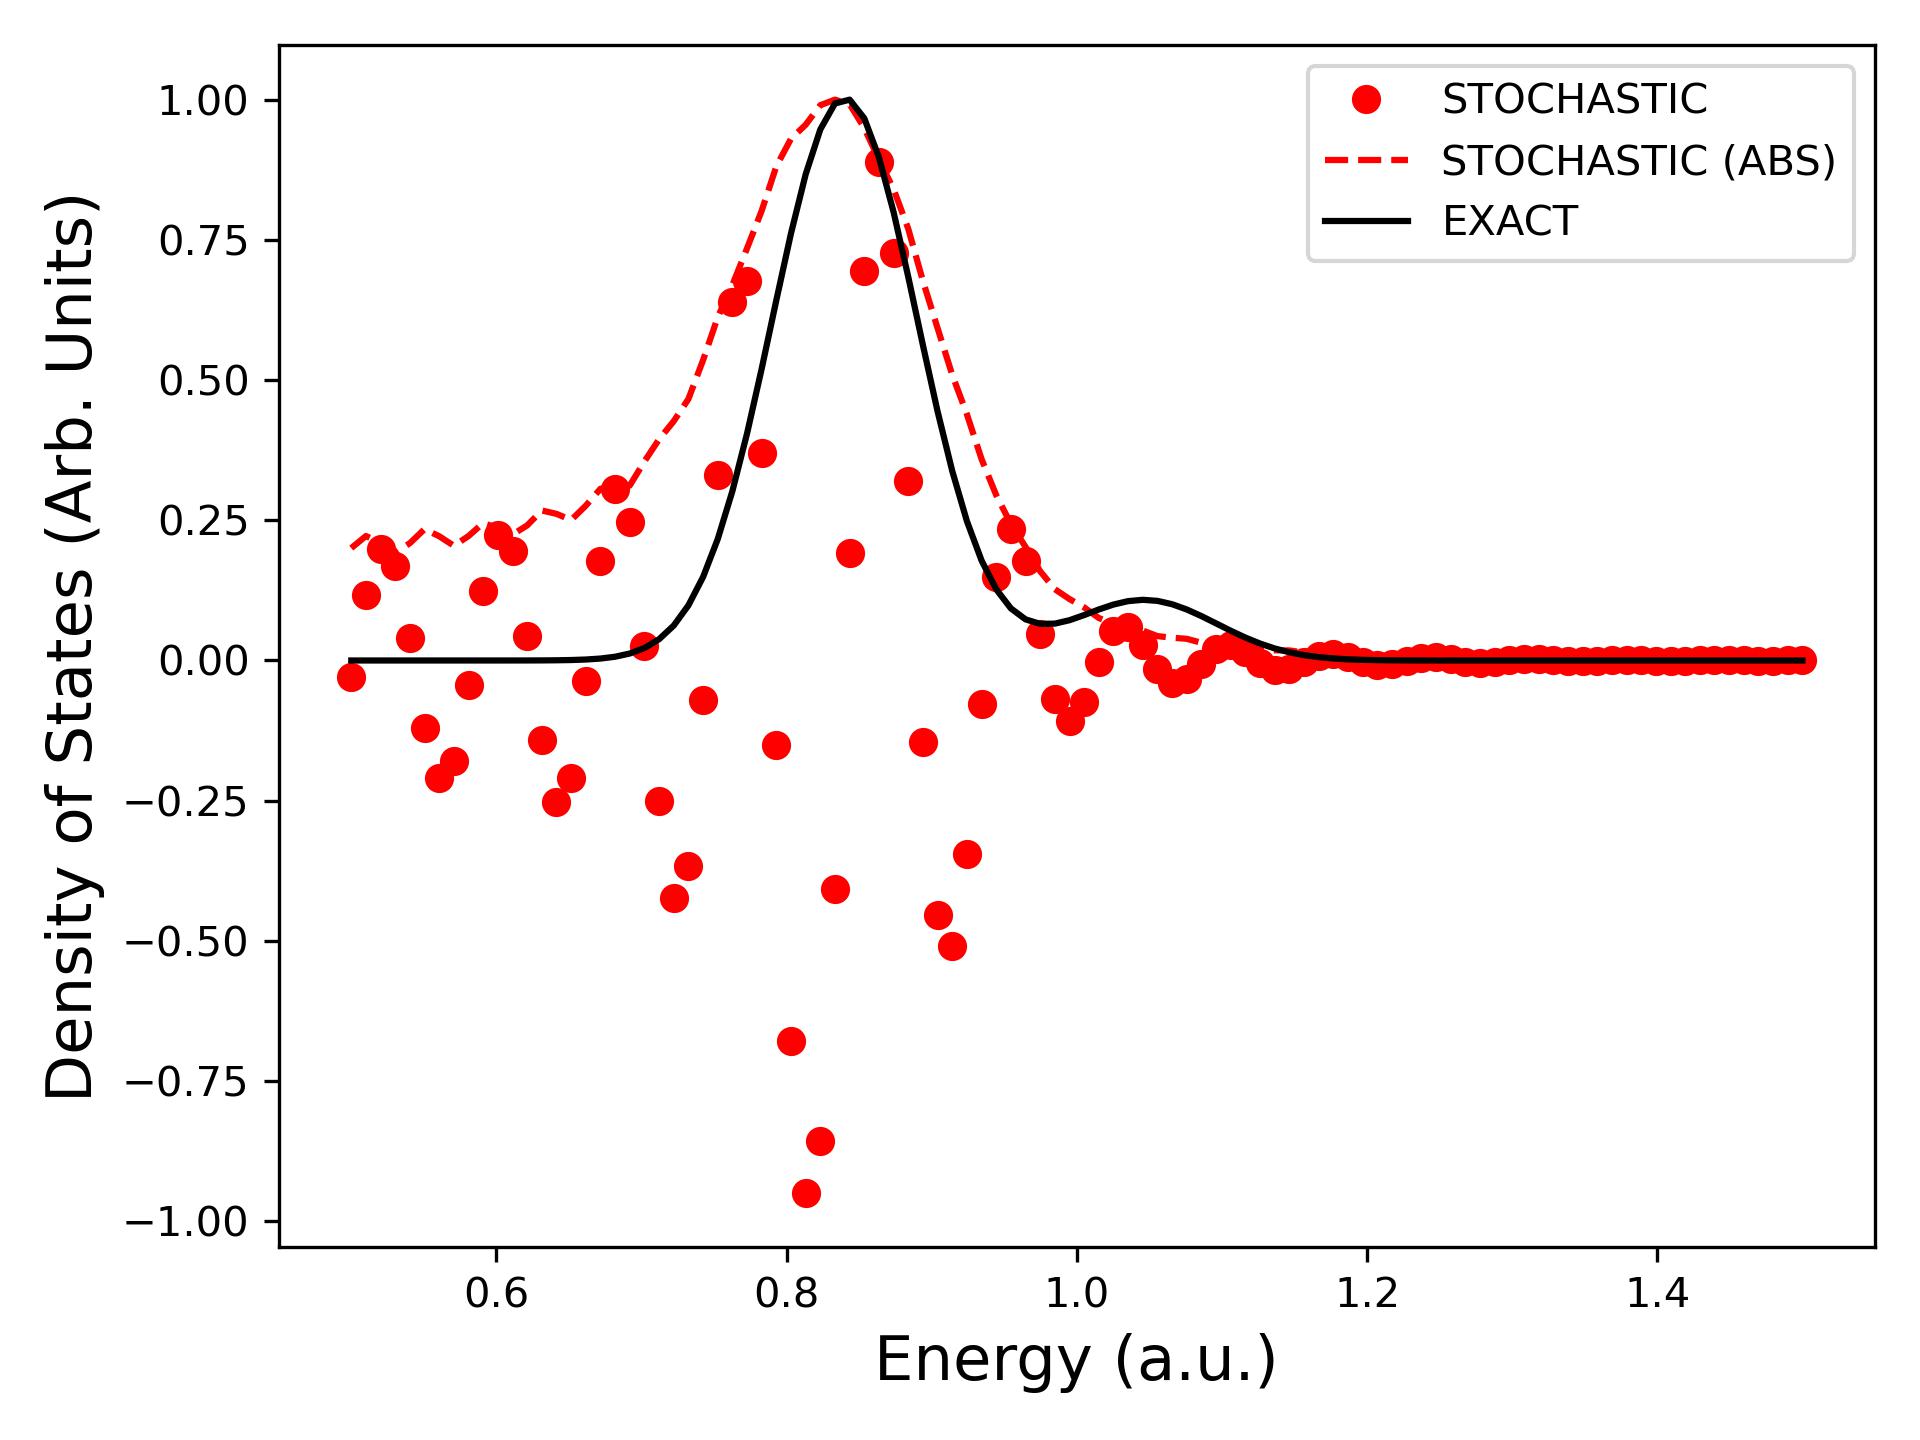 STOCHASTIC
STOCHASTIC (ABS)
EXACT
Density of States (Arb. Units)
1.00
0.75
0.50
0.25
0.00
−0.25
−0.50
−0.75
−1.00
0.6 0.8 1.0 1.2 1.4
Energy (a.u.)